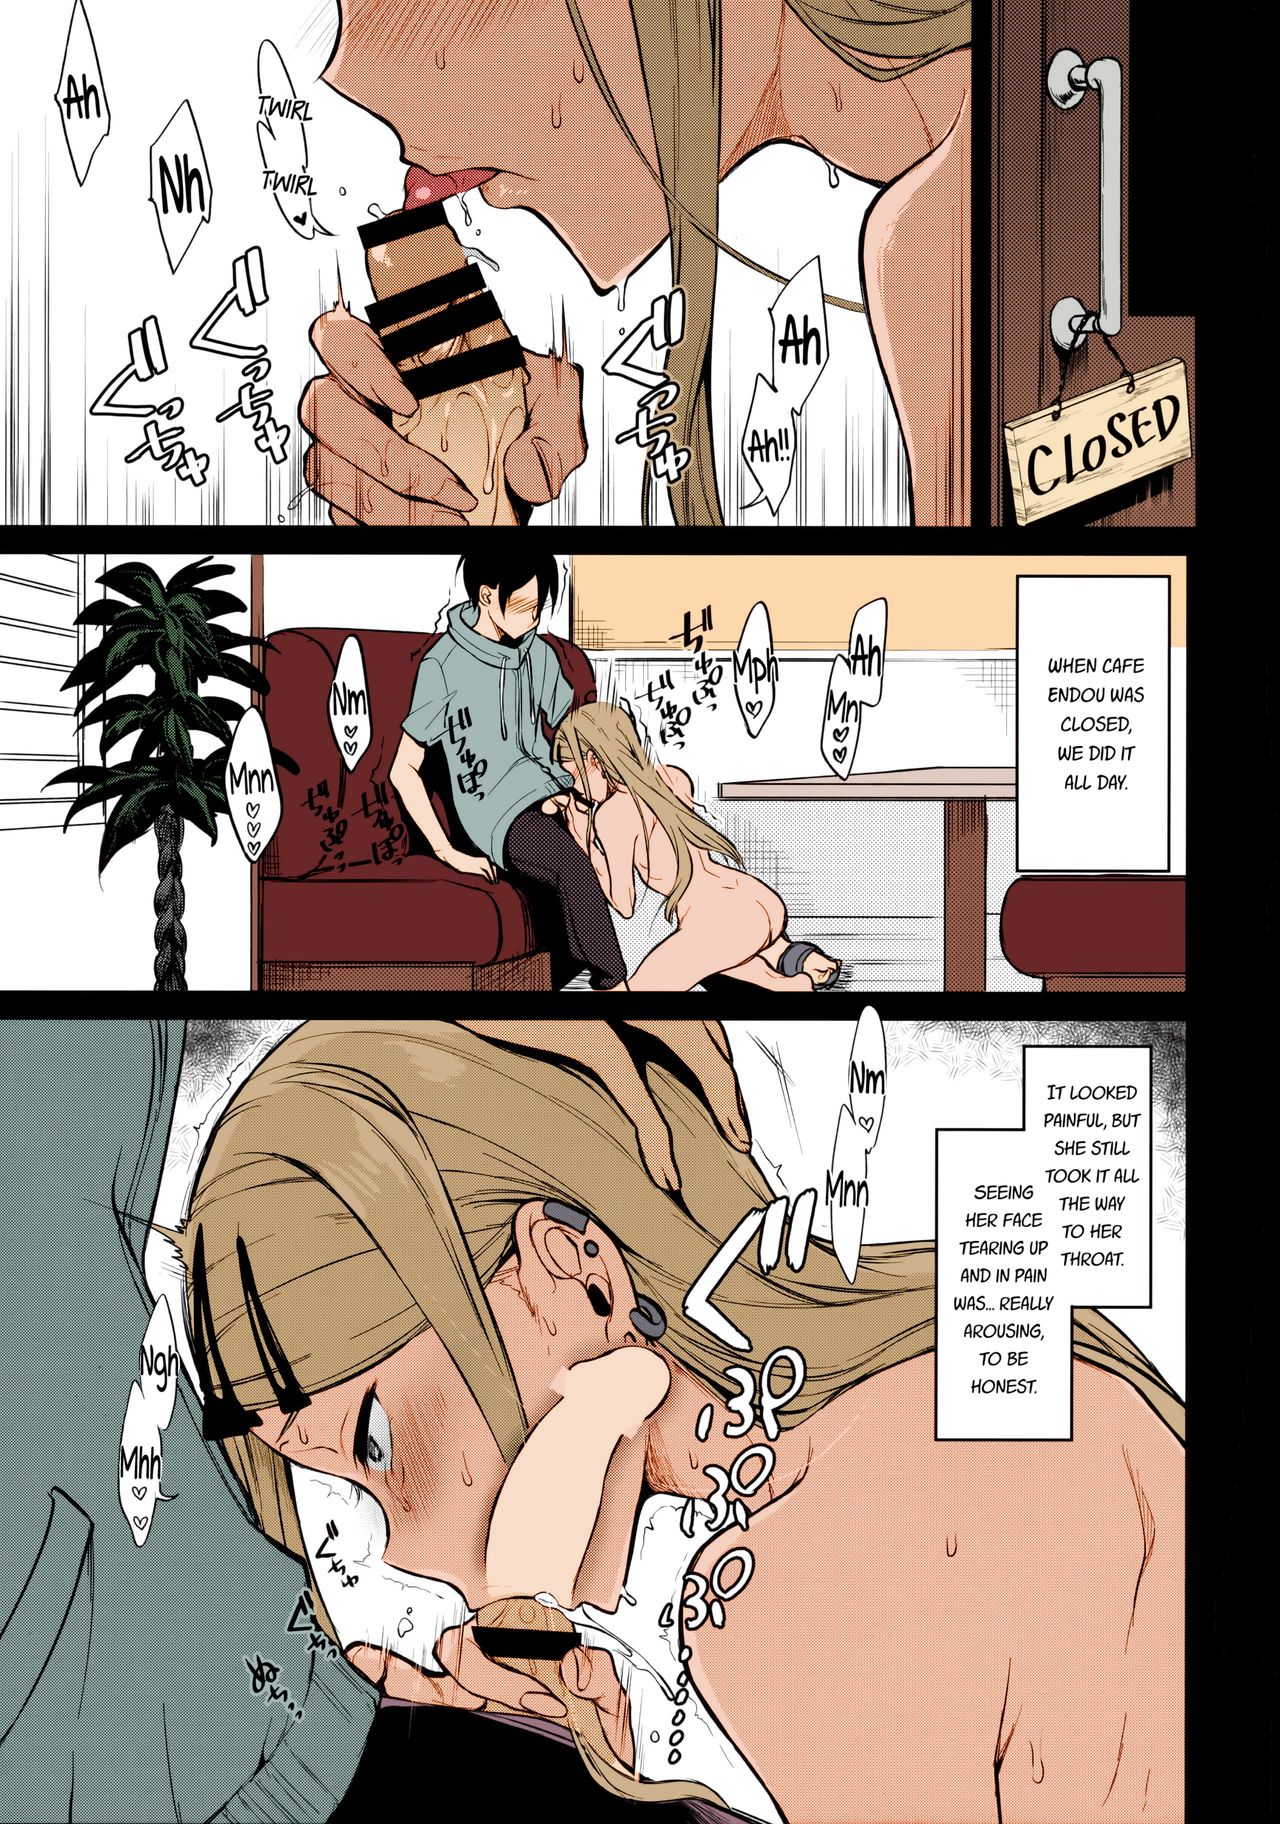 Ah
Nh
TWIRL
TWIRL
Ah
Ah!!
CLOSED
WHEN CAFE
ENDOU WAS
CLOSED,
WE DID IT
ALL DAY.
Ah
Mn
Mph
Nm
Mnn
IT LOOKED
PAINFUL, BUT
SHE STILL
TOOK IT ALL
THE WAY
TO HER
THROAT.
SEEING
HER FACE
TEARING UP
AND IN PAIN
WAS... REALLY
AROUSING,
TO BE
HONEST.
Nm
Mnn
Ngh
Mhh